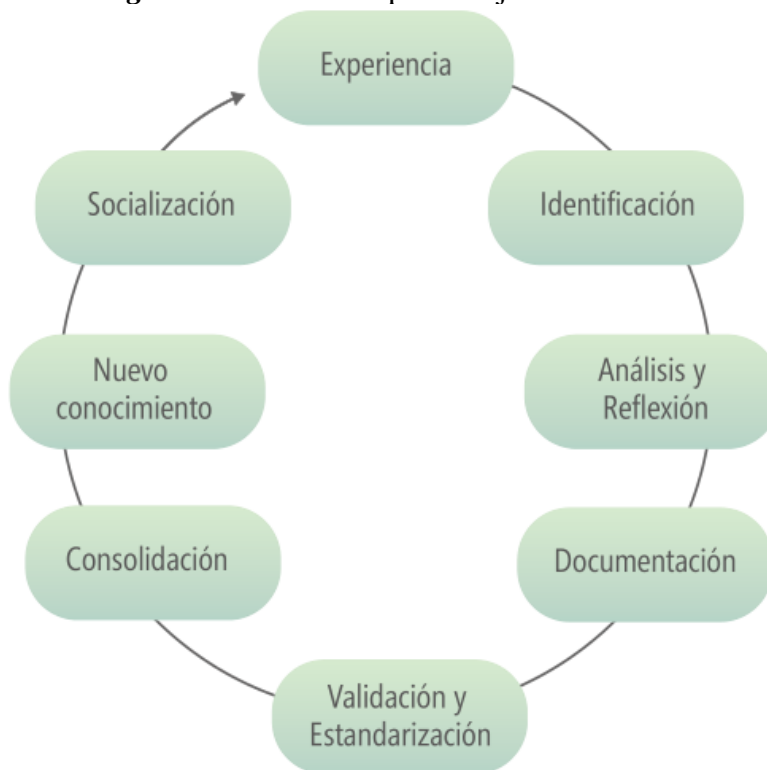 Experiencia
Identificación
Análisis y
Reflexión
Documentación
Validación y
Estandarización
Consolidación
Nuevo
conocimiento
Socialización